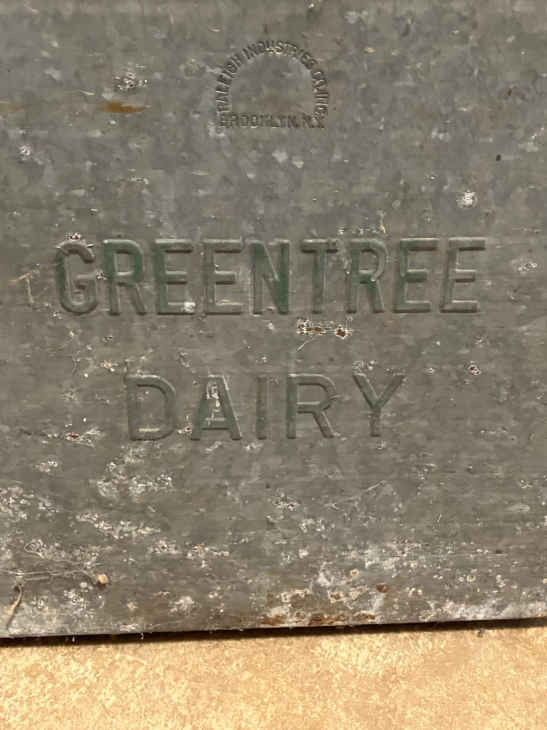 RALEIGH INDUSTRIES CO. INC.
BROOKLYN, N.Y.
GREENTREE
DAIRY